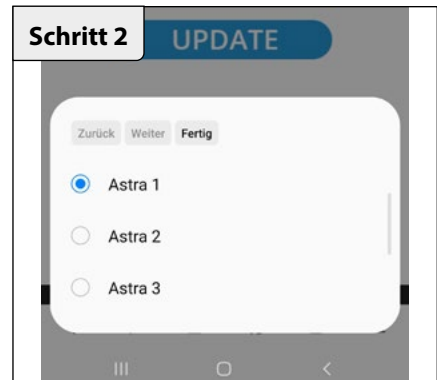 Schritt 2
UPDATE
Zurück Weiter Fertig
Astra 1
Astra 2
Astra 3